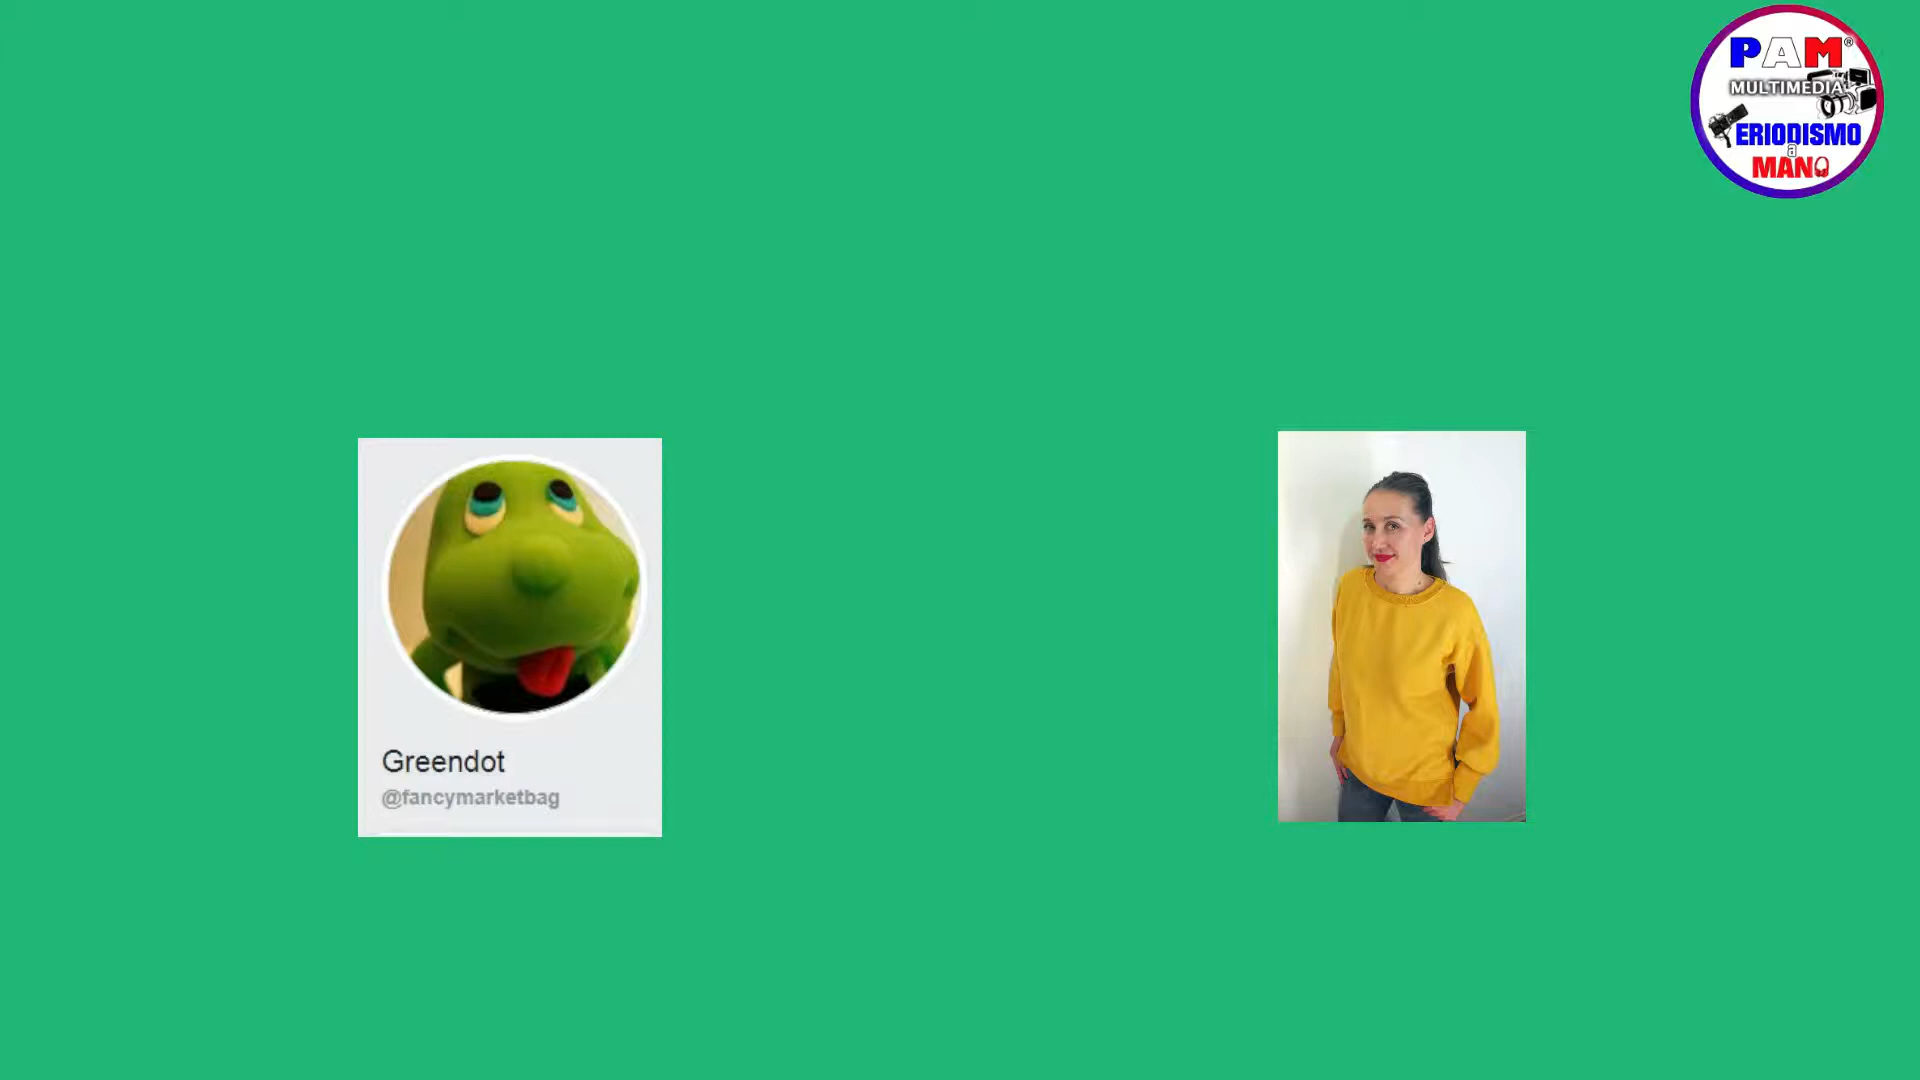 PAM®
MULTIMEDIA
ERIODISMO
a
MANO
Greendot
@fancymarketbag